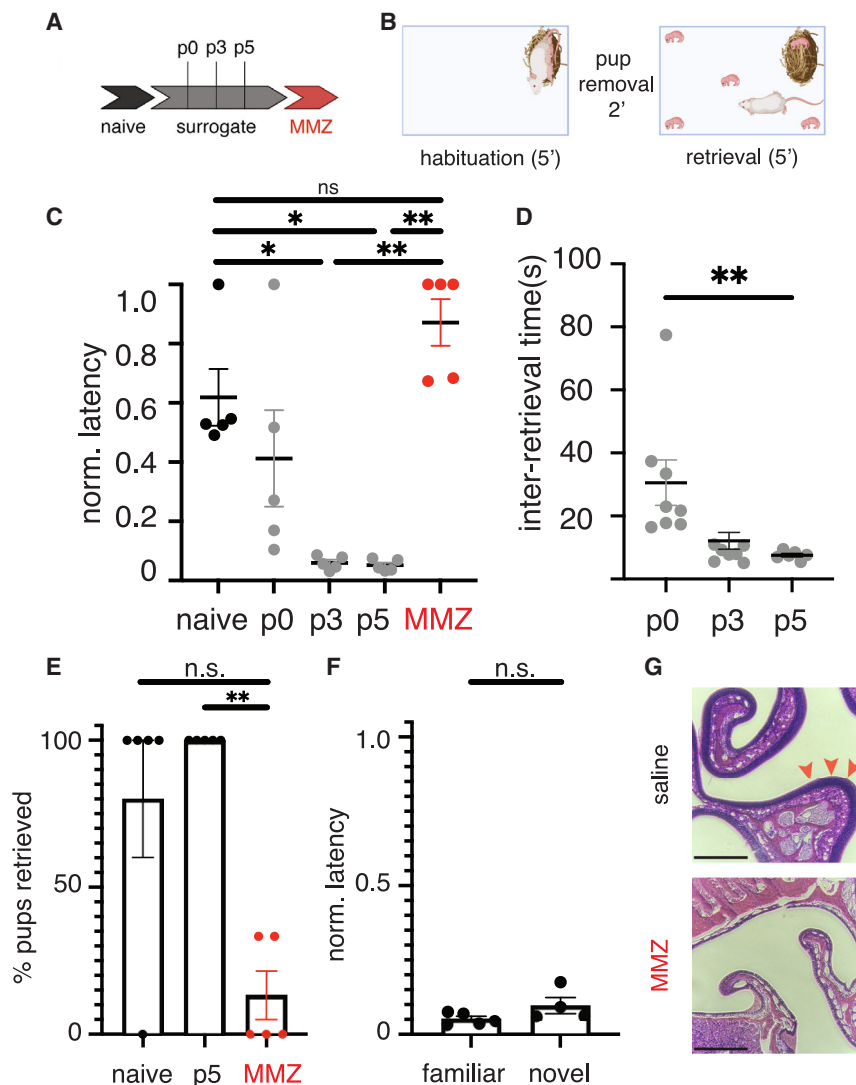 A
p0 p3 p5
naive surrogate MMZ
B
pup
removal
2'
habituation (5')
retrieval (5')
C
ns
* **
* **
norm. latency
1.0
0.8
0.6
0.4
0.2
0
naive p0 p3 p5 MMZ
D
inter-retrieval time(s)
100
80
60
40
20
**
p0 p3 p5
E
n.s.
**
% pups retrieved
100
50
0
naive p5 MMZ
F
n.s.
norm. latency
1.0
0.5
0
familiar novel
G
saline
MMZ